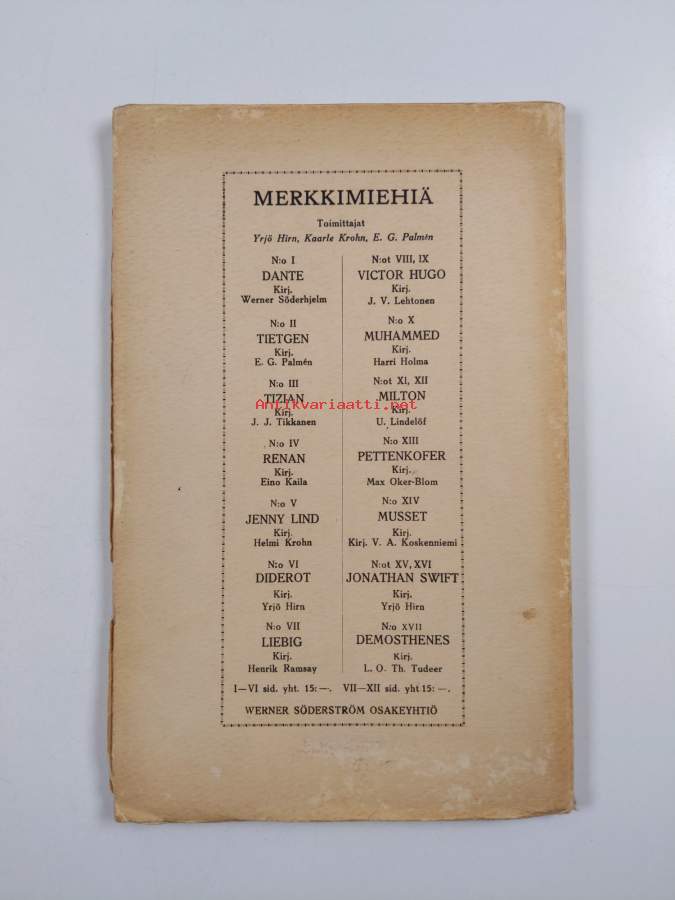 MERKKIMIEHIÄ
Toimittajat
Yrjö Hirn, Kaarle Krohn, E. G. Palmén
N:o I
DANTE
Kirj.
Werner Söderhjelm
N:o II
TIETGEN
Kirj.
E. G. Palmén
N:o III
TIZIAN
Kirj.
J. J. Tikkanen
N:o IV
RENAN
Kirj.
Eino Kaila
N:o V
JENNY LIND
Kirj.
Helmi Krohn
N:o VI
DIDEROT
Kirj.
Yrjö Hirn
N:o VII
LIEBIG
Kirj.
Henrik Ramsay
N:ot VIII, IX
VICTOR HUGO
Kirj.
J. V. Lehtonen
N:o X
MUHAMMED
Kirj.
Harri Holma
N:ot XI, XII
MILTON
Kirj.
U. Lindelöf
N:o XIII
PETTENKOFER
Kirj.
Max Oker-Blom
N:o XIV
MUSSET
Kirj.
Kirj. V. A. Koskenniemi
N:ot XV, XVI
JONATHAN SWIFT
Kirj.
Yrjö Hirn
N:o XVII
DEMOSTHENES
Kirj.
L. O. Th. Tudeer
I—VI sid. yht. 15:—. VII—XII sid. yht 15:—.
WERNER SÖDERSTRÖM OSAKEYHTIÖ
Antikvariaatti.net